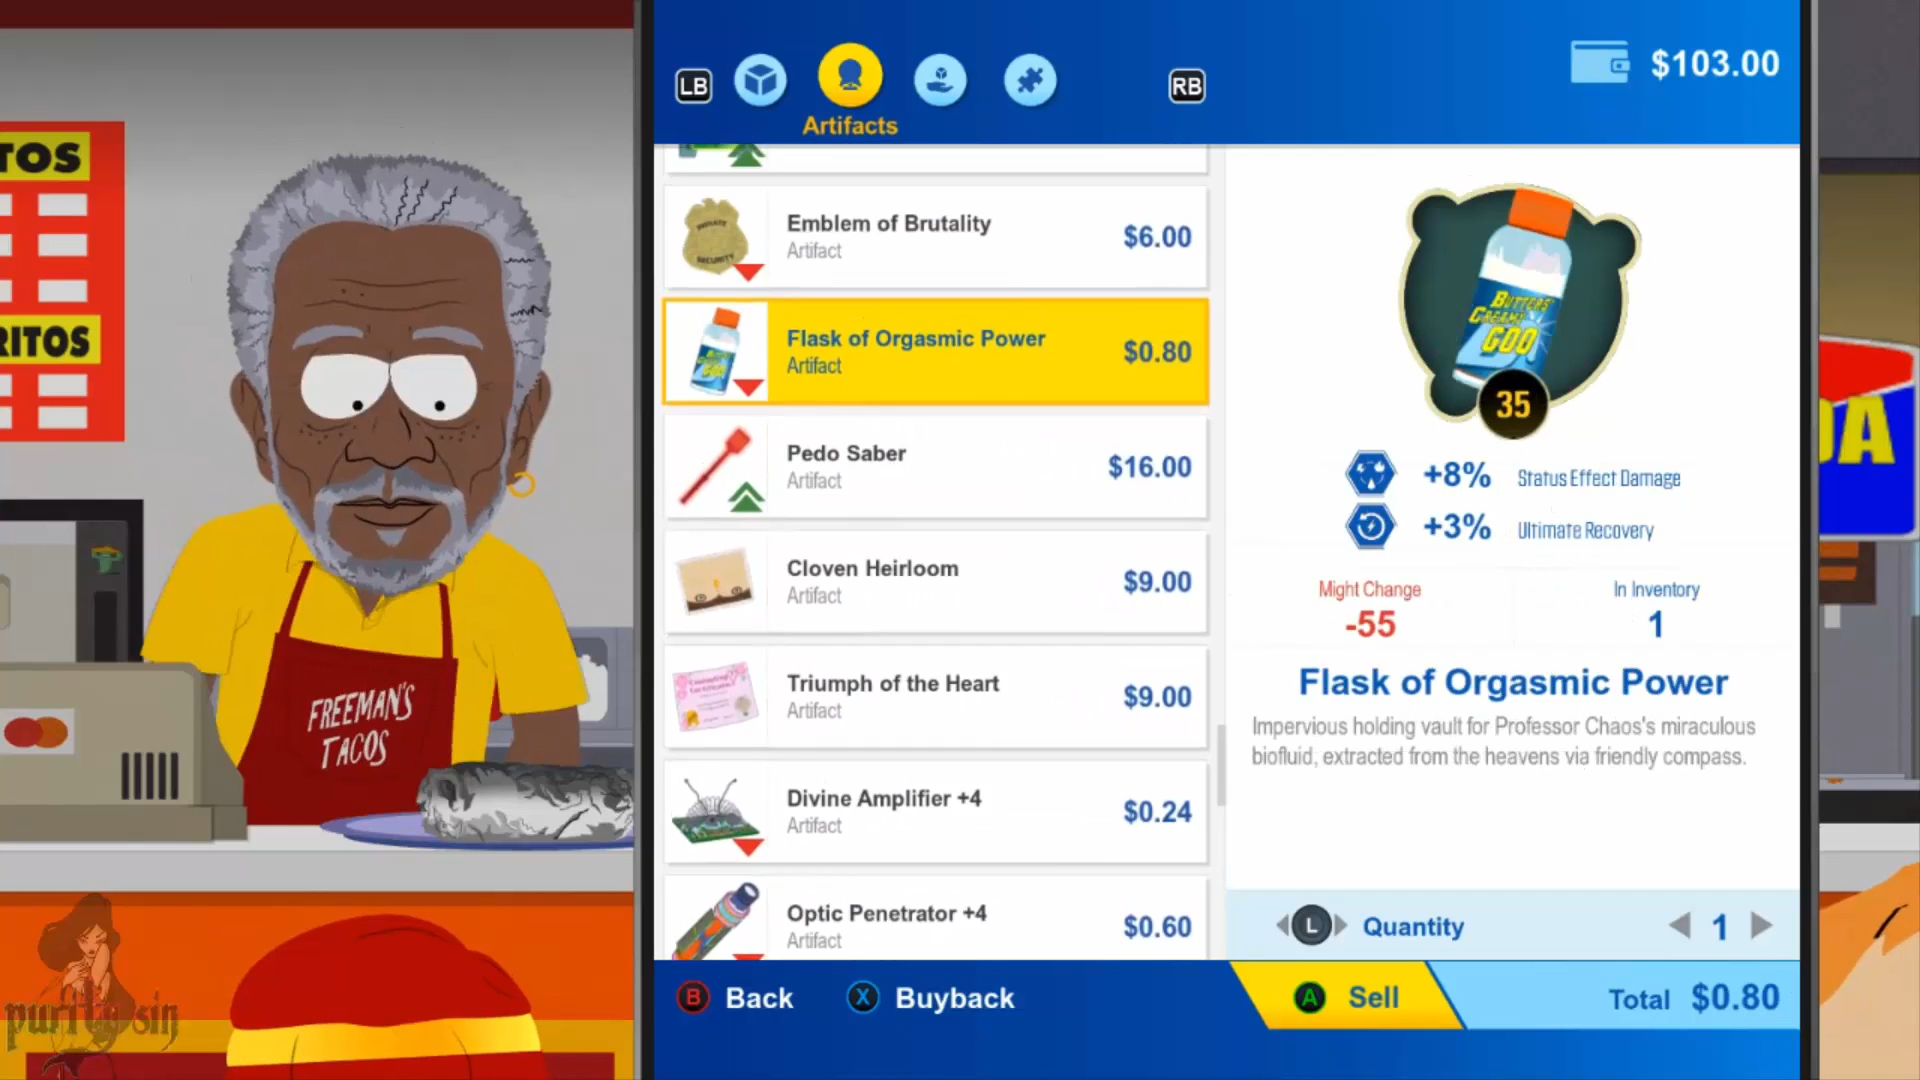 TOS
RITOS
FREEMAN'S
TACOS
purity sin
LB
Artifacts
RB
$103.00
Emblem of Brutality
Artifact
$6.00
PRIVATE
SECURITY
Flask of Orgasmic Power
Artifact
$0.80
Pedo Saber
Artifact
$16.00
Cloven Heirloom
Artifact
$9.00
Triumph of the Heart
Artifact
$9.00
Divine Amplifier +4
Artifact
$0.24
Optic Penetrator +4
Artifact
$0.60
BUTTERS'
CREAMY
GOO
35
+8% Status Effect Damage
+3% Ultimate Recovery
Might Change
-55
In Inventory
1
Flask of Orgasmic Power
Impervious holding vault for Professor Chaos's miraculous
biofluid, extracted from the heavens via friendly compass.
L Quantity 1
B Back
X Buyback
A Sell
Total $0.80
DA